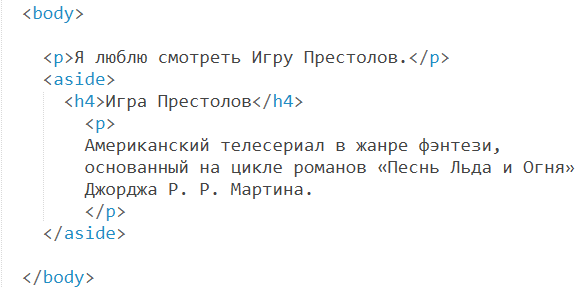 <body>
<p>Я люблю смотреть Игру Престолов.</p>
<aside>
<h4>Игра Престолов</h4>
<p>
Американский телесериал в жанре фэнтези,
основанный на цикле романов «Песнь Льда и Огня»
Джорджа Р. Р. Мартина.
</p>
</aside>
</body>